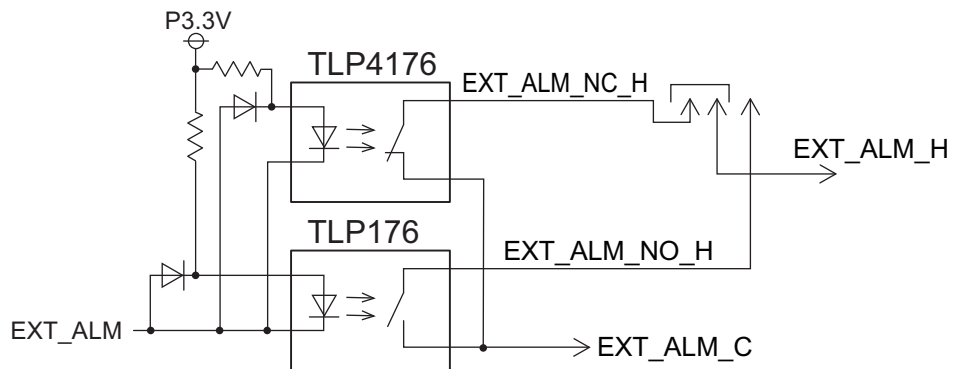 P3.3V
TLP4176
EXT_ALM_NC_H
EXT_ALM_H
TLP176
EXT_ALM_NO_H
EXT_ALM
EXT_ALM_C